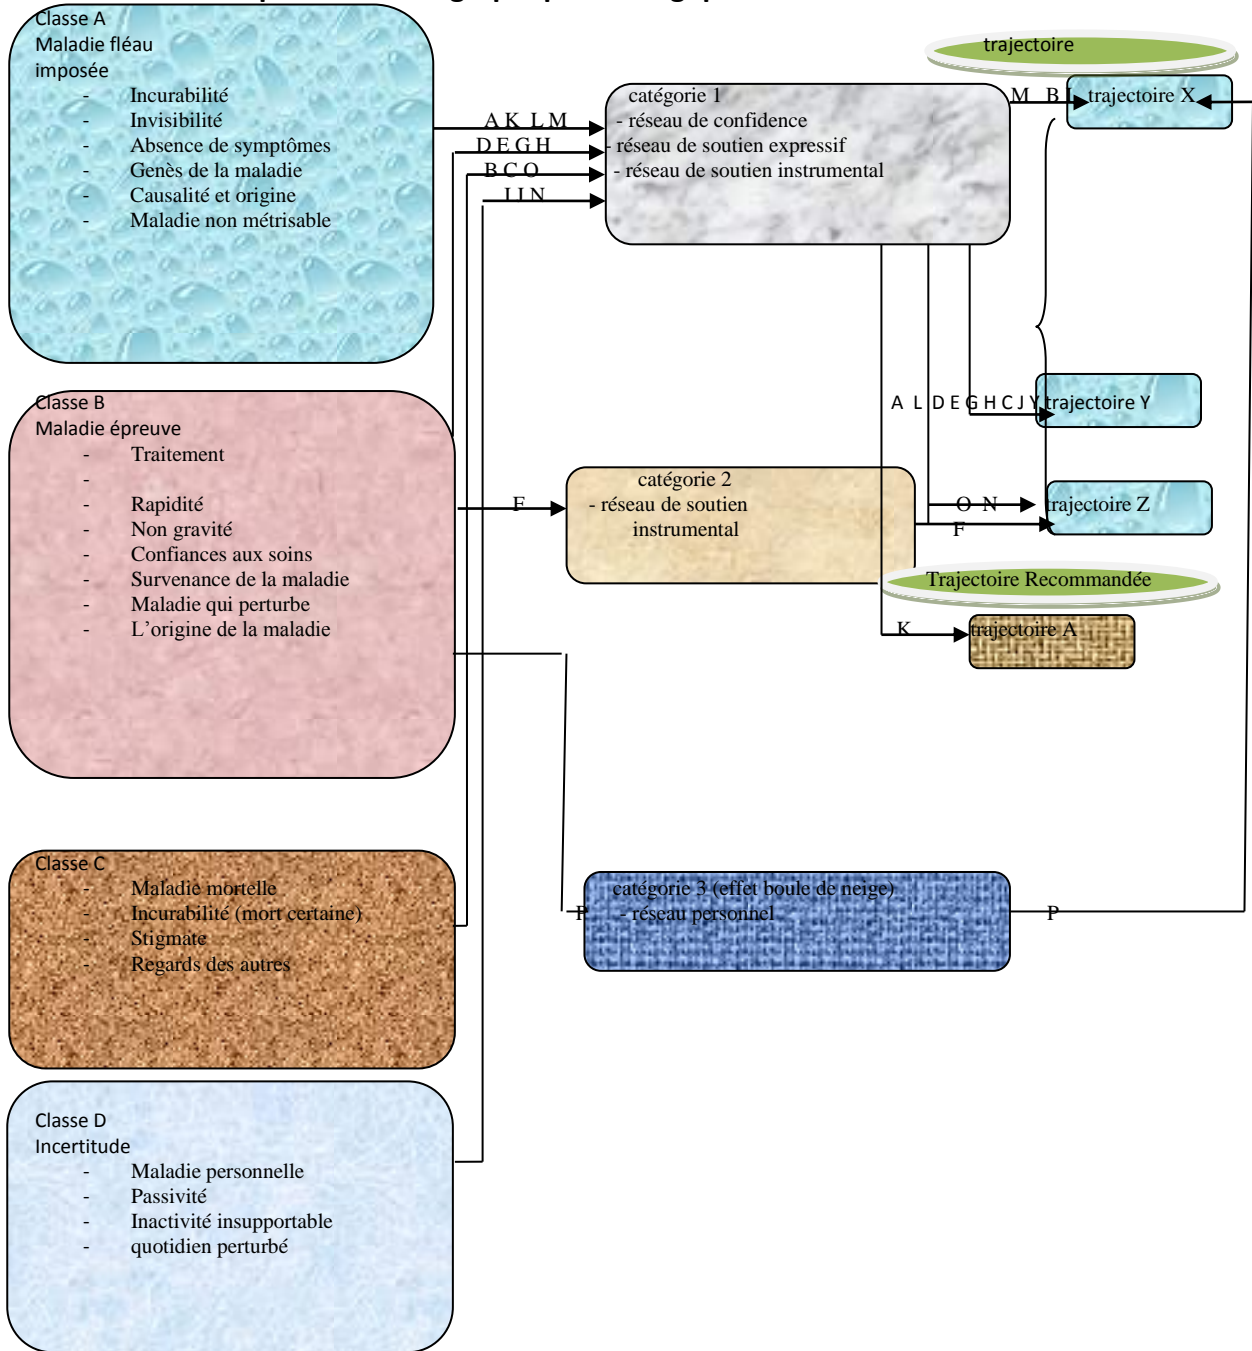 Classe A
Maladie fléau
imposée
- Incurabilité
- Invisibilité
- Absence de symptômes
- Genès de la maladie
- Causalité et origine
- Maladie non métrisable
Classe B
Maladie épreuve
- Traitement
-
- Rapidité
- Non gravité
- Confiances aux soins
- Survenance de la maladie
- Maladie qui perturbe
- L'origine de la maladie
Classe C
- Maladie mortelle
- Incurabilité (mort certaine)
- Stigmate
- Regards des autres
Classe D
Incertitude
- Maladie personnelle
- Passivité
- Inactivité insupportable
- quotidien perturbé
A K L M
D E G H
B C O
F
catégorie 1
- réseau de confidence
- réseau de soutien expressif
- réseau de soutien instrumental
catégorie 2
- réseau de soutien
instrumental
catégorie 3 (effet boule de neige)
- réseau personnel
P
trajectoire
M B
trajectoire X
A L D E G H C J Y
trajectoire Y
O N
trajectoire Z
F
Trajectoire Recommandée
K
trajectoire A